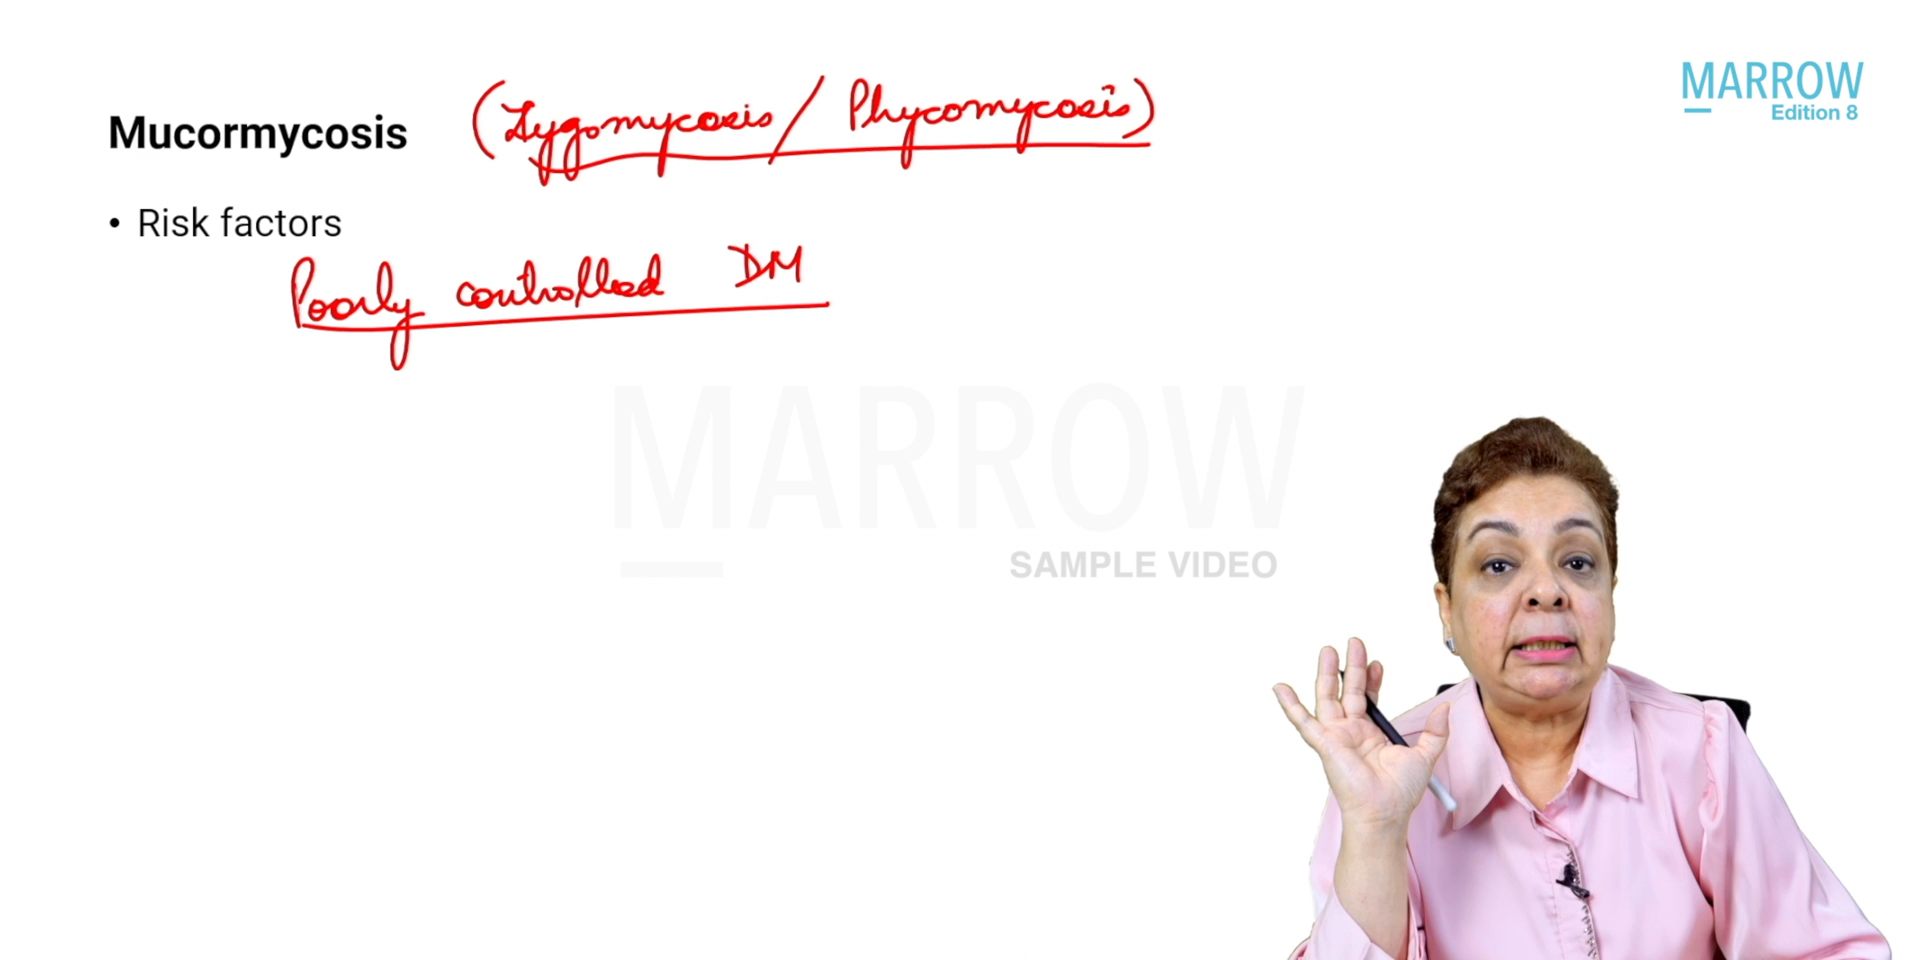 Mucormycosis (Zygomycosis / Phycomycosis)
MARROW
Edition 8
• Risk factors
Poorly controlled DM
MARROW
SAMPLE VIDEO